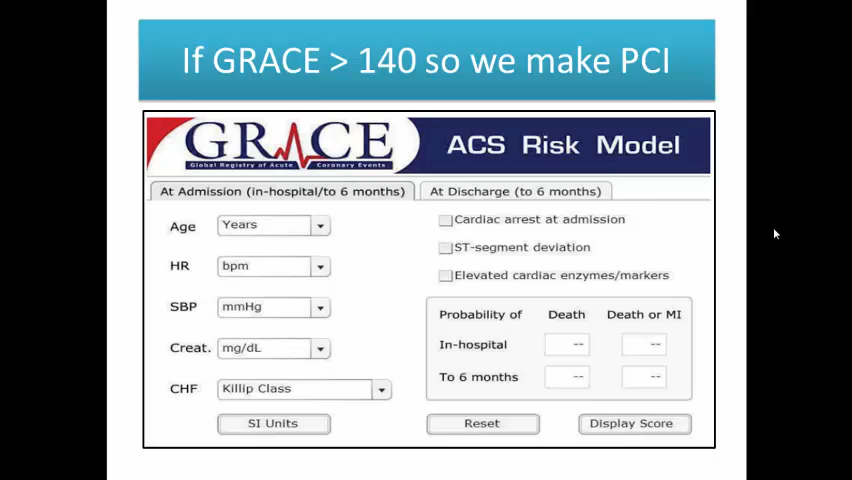 If GRACE > 140 so we make PCI
GRACE
Global Registry of Acute Coronary Events
ACS Risk Model
At Admission (in-hospital/to 6 months)
At Discharge (to 6 months)
Age Years
Cardiac arrest at admission
ST-segment deviation
HR bpm
Elevated cardiac enzymes/markers
SBP mmHg
Probability of Death Death or MI
In-hospital -- --
Creat. mg/dL
To 6 months -- --
CHF Killip Class
SI Units Reset Display Score